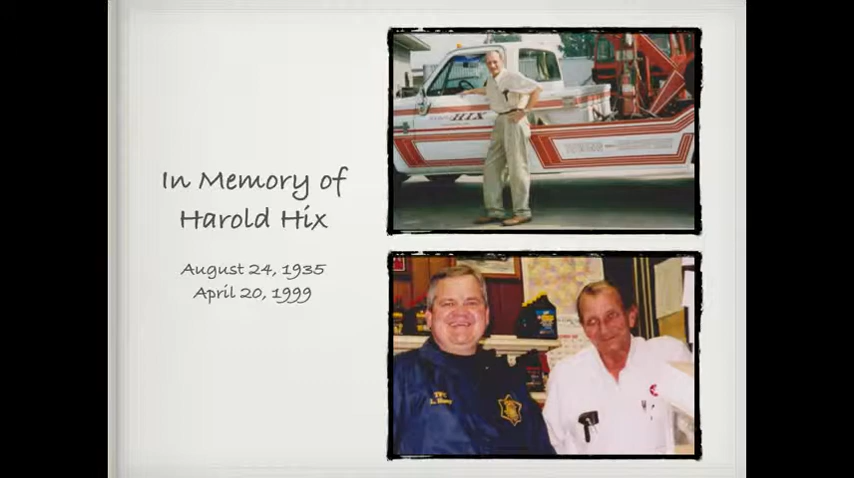 In Memory of
Harold Hix
August 24, 1935
April 20, 1999
HIX